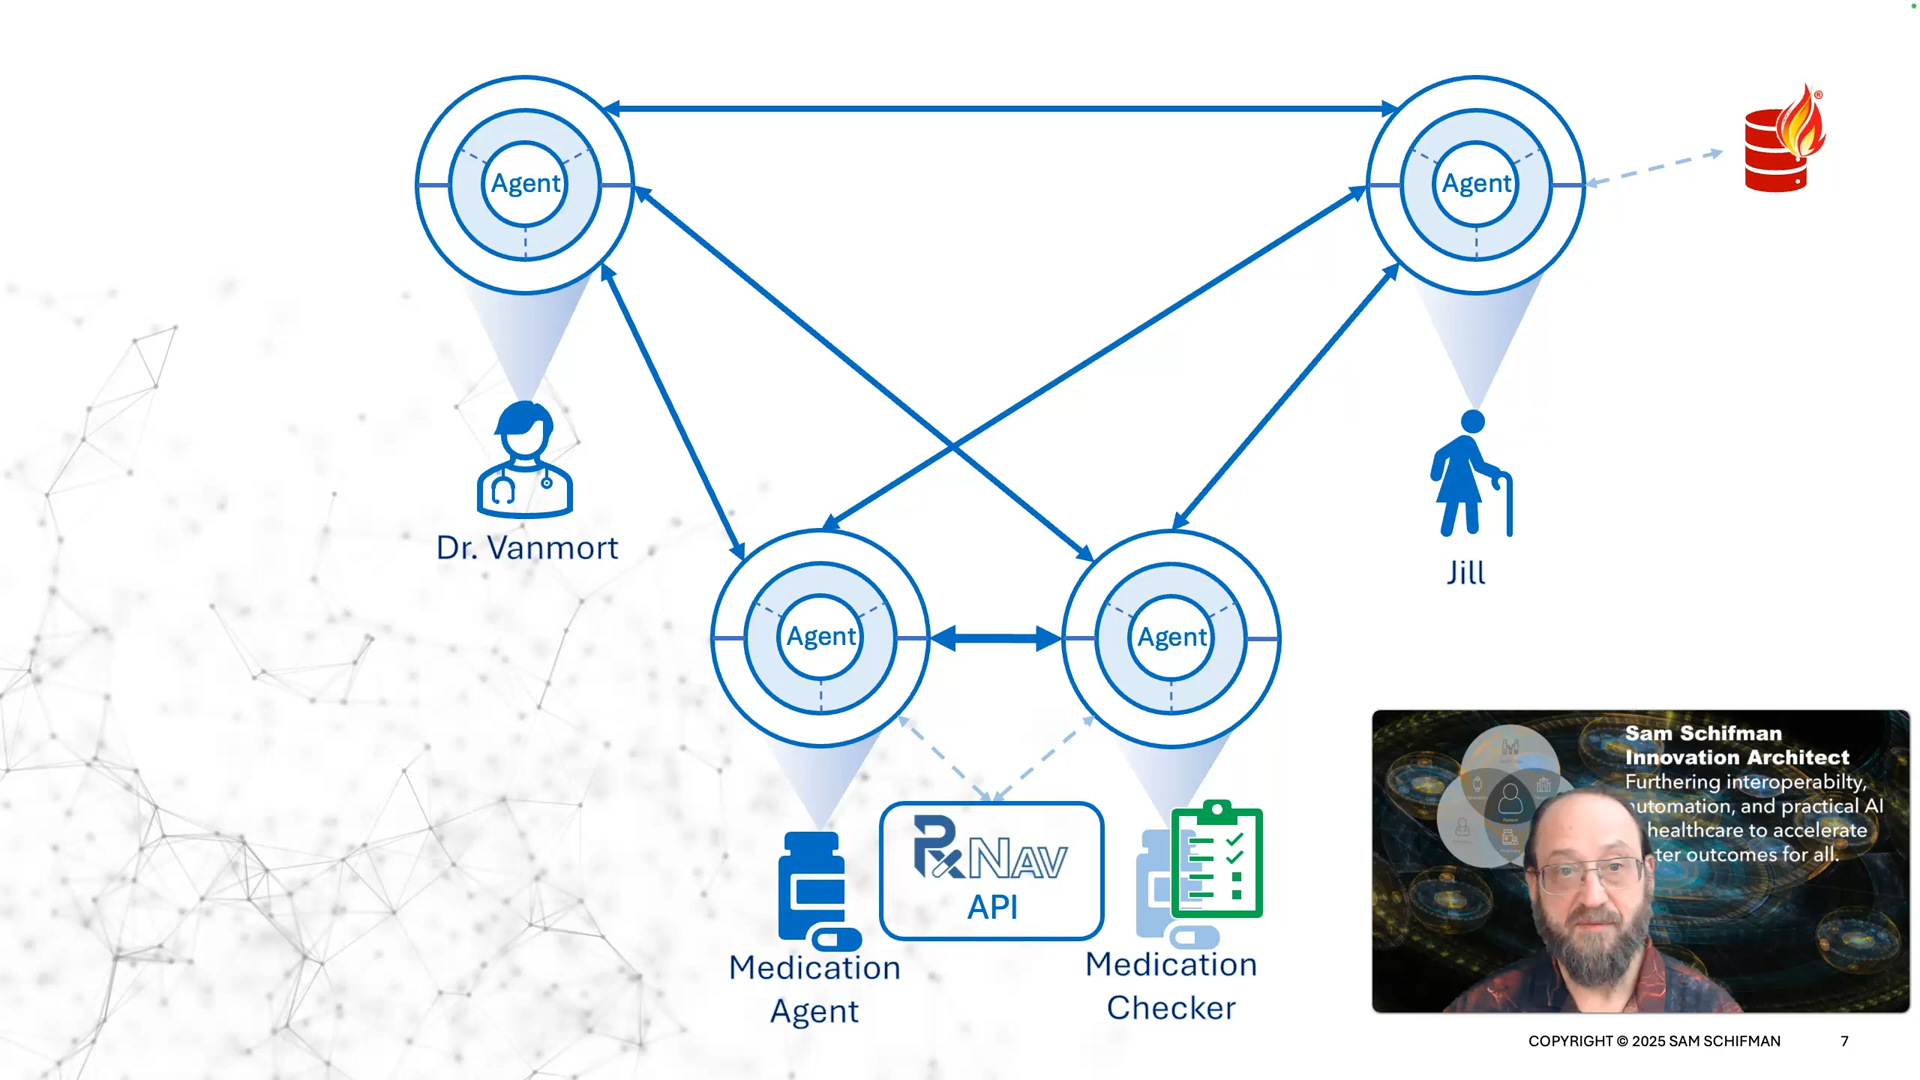 Agent
Agent
®
Dr. Vanmort
Jill
Agent
Agent
RxNav
API
Medication
Agent
Medication
Checker
Sam Schifman
Innovation Architect
Furthering interoperabilty,
automation, and practical AI
healthcare to accelerate
ter outcomes for all.
COPYRIGHT © 2025 SAM SCHIFMAN
7